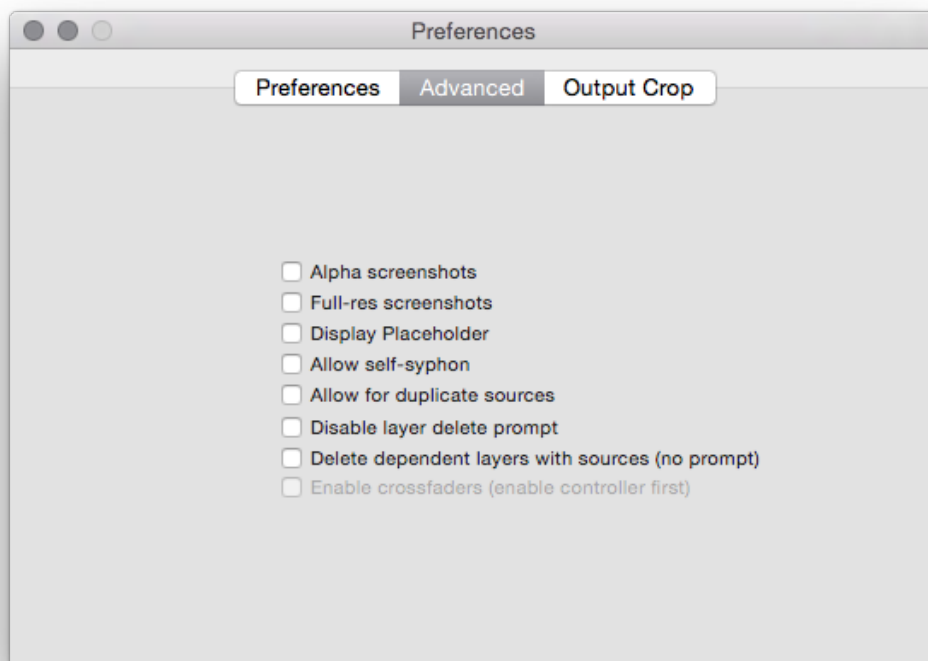 Preferences
Preferences Advanced Output Crop
Alpha screenshots
Full-res screenshots
Display Placeholder
Allow self-syphon
Allow for duplicate sources
Disable layer delete prompt
Delete dependent layers with sources (no prompt)
Enable crossfaders (enable controller first)